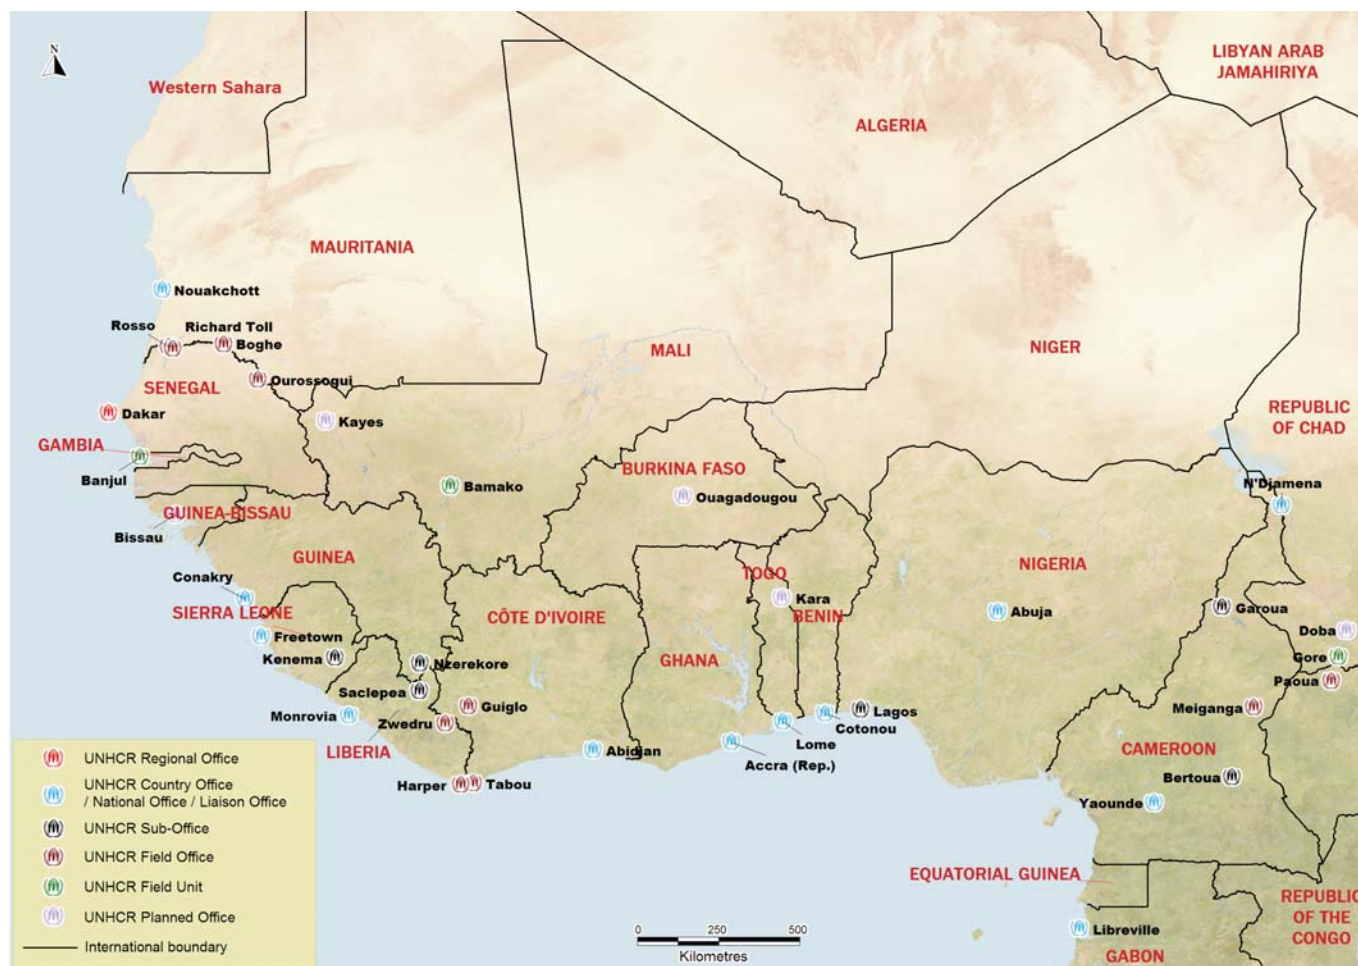 N
LIBYAN ARAB
JAMAHIRIYA
Western Sahara
ALGERIA
MAURITANIA
Nouakchott
Rosso
Richard Toll
Boghe
MALI
NIGER
SENEGAL
Ourossogui
Dakar
Kayes
REPUBLIC
OF CHAD
GAMBIA
Banjul
Bamako
BURKINA FASO
Ouagadougou
N'Djamena
GUINEA-BISSAU
Bissau
GUINEA
NIGERIA
Conakry
TOGO
Kara
SIERRA LEONE
CÔTE D'IVOIRE
BENIN
Abuja
Garoua
Freetown
Doba
Kenema
Nzerekore
GHANA
Gore
Saclepea
Paoua
Monrovia
Guiglo
Zwedru
Lagos
Meiganga
Cotonou
LIBERIA
Abidjan
Lome
CAMEROON
Accra (Rep.)
Harper
Tabou
Bertoua
Yaounde
EQUATORIAL GUINEA
REPUBLIC
OF THE
CONGO
Libreville
GABON
UNHCR Regional Office
UNHCR Country Office
/ National Office / Liaison Office
UNHCR Sub-Office
UNHCR Field Office
UNHCR Field Unit
UNHCR Planned Office
International boundary
0 250 500
Kilometres